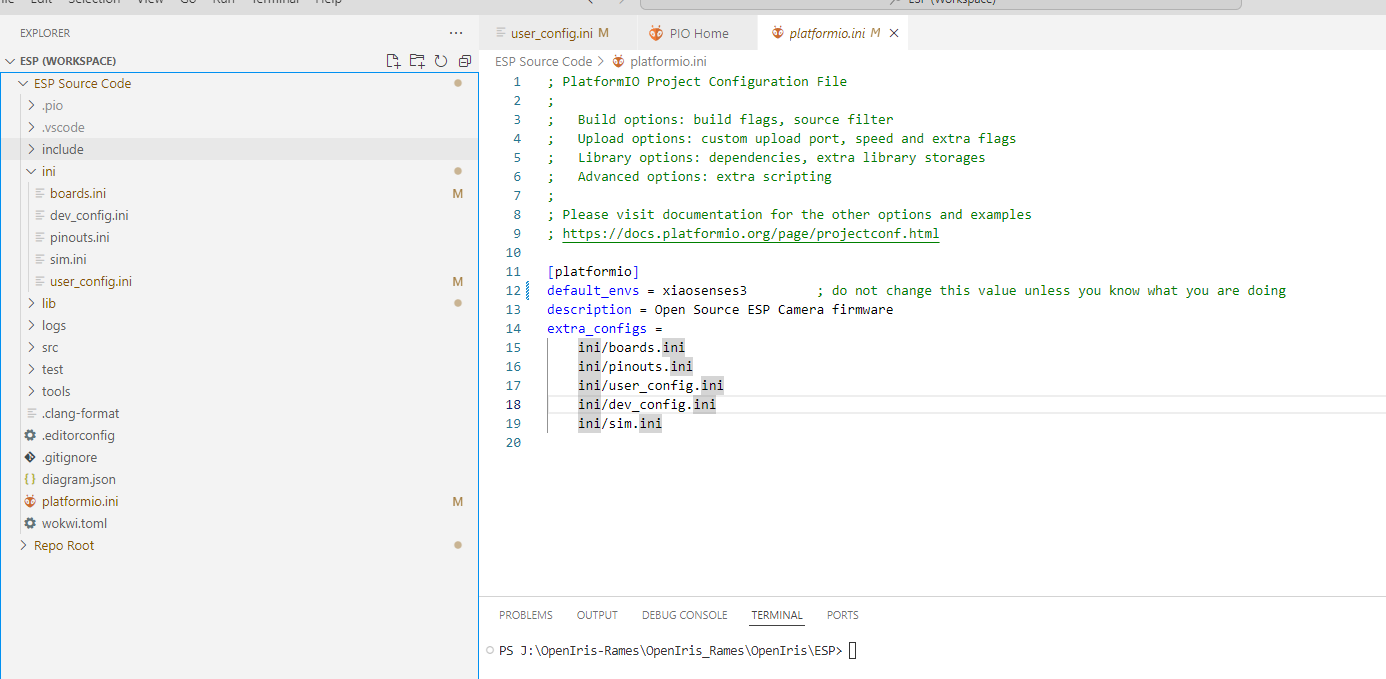 Edit Selection View Go Run Terminal Help
ESP (Workspace)
EXPLORER
user_config.ini M
PIO Home
platformio.ini M
ESP (WORKSPACE)
ESP Source Code
.pio
.vscode
include
ini
boards.ini M
dev_config.ini
pinouts.ini
sim.ini
user_config.ini M
lib
logs
src
test
tools
.clang-format
.editorconfig
.gitignore
diagram.json
platformio.ini M
wokwi.toml
Repo Root
ESP Source Code > platformio.ini
1 ; PlatformIO Project Configuration File
2 ;
3 ;   Build options: build flags, source filter
4 ;   Upload options: custom upload port, speed and extra flags
5 ;   Library options: dependencies, extra library storages
6 ;   Advanced options: extra scripting
7 ;
8 ; Please visit documentation for the other options and examples
9 ; https://docs.platformio.org/page/projectconf.html
10
11 [platformio]
12 default_envs = xiaosenses3         ; do not change this value unless you know what you are doing
13 description = Open Source ESP Camera firmware
14 extra_configs =
15     ini/boards.ini
16     ini/pinouts.ini
17     ini/user_config.ini
18     ini/dev_config.ini
19     ini/sim.ini
20
PROBLEMS OUTPUT DEBUG CONSOLE TERMINAL PORTS
PS J:\OpenIris-Rames\OpenIris_Rames\OpenIris\ESP>